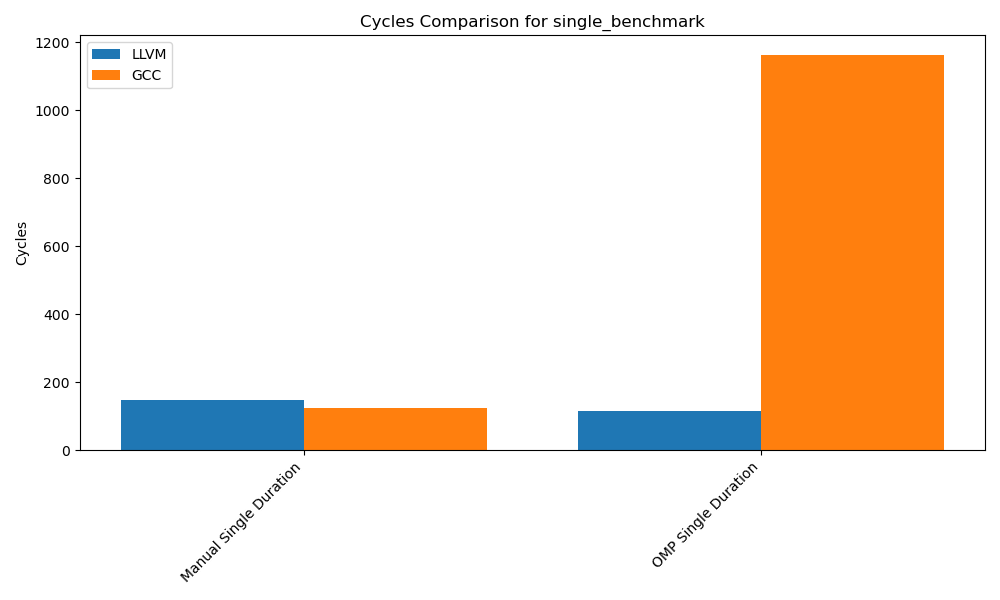 Cycles Comparison for single_benchmark
LLVM
GCC
Cycles
1200
1000
800
600
400
200
0
Manual Single Duration
OMP Single Duration